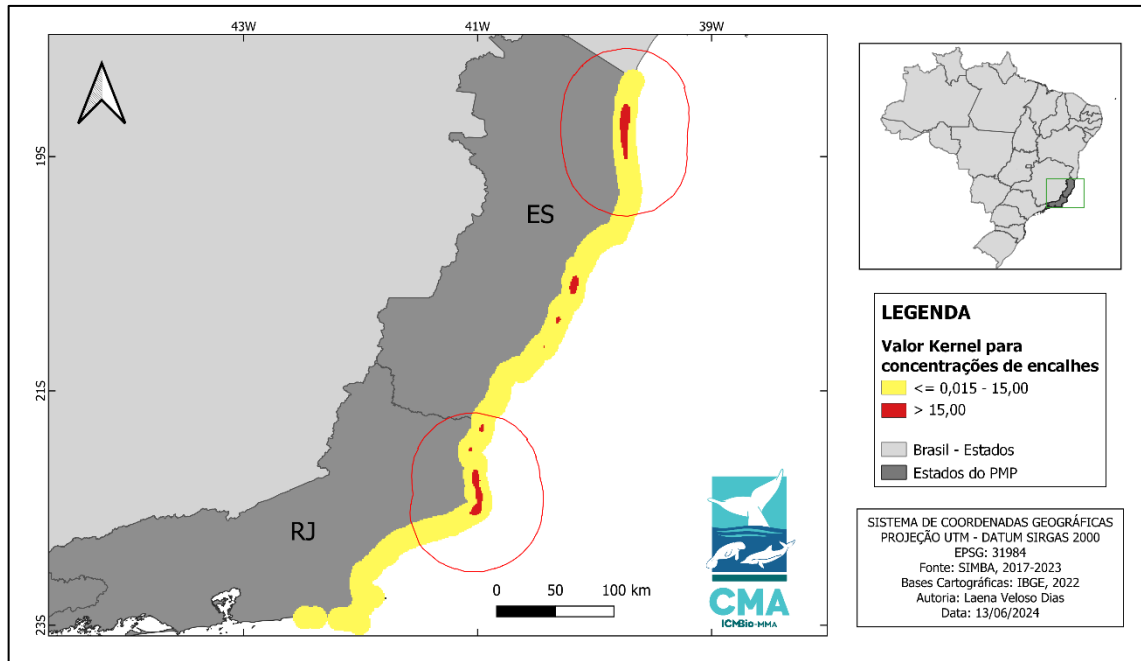 43W
41W
39W
19S
21S
23S
ES
RJ
0
50
100 km
CMA
ICMBio-MMA
LEGENDA
Valor Kernel para
concentrações de encalhes
<= 0,015 - 15,00
> 15,00
Brasil - Estados
Estados do PMP
SISTEMA DE COORDENADAS GEOGRÁFICAS
PROJEÇÃO UTM - DATUM SIRGAS 2000
EPSG: 31984
Fonte: SIMBA, 2017-2023
Bases Cartográficas: IBGE, 2022
Autoria: Laena Veloso Dias
Data: 13/06/2024